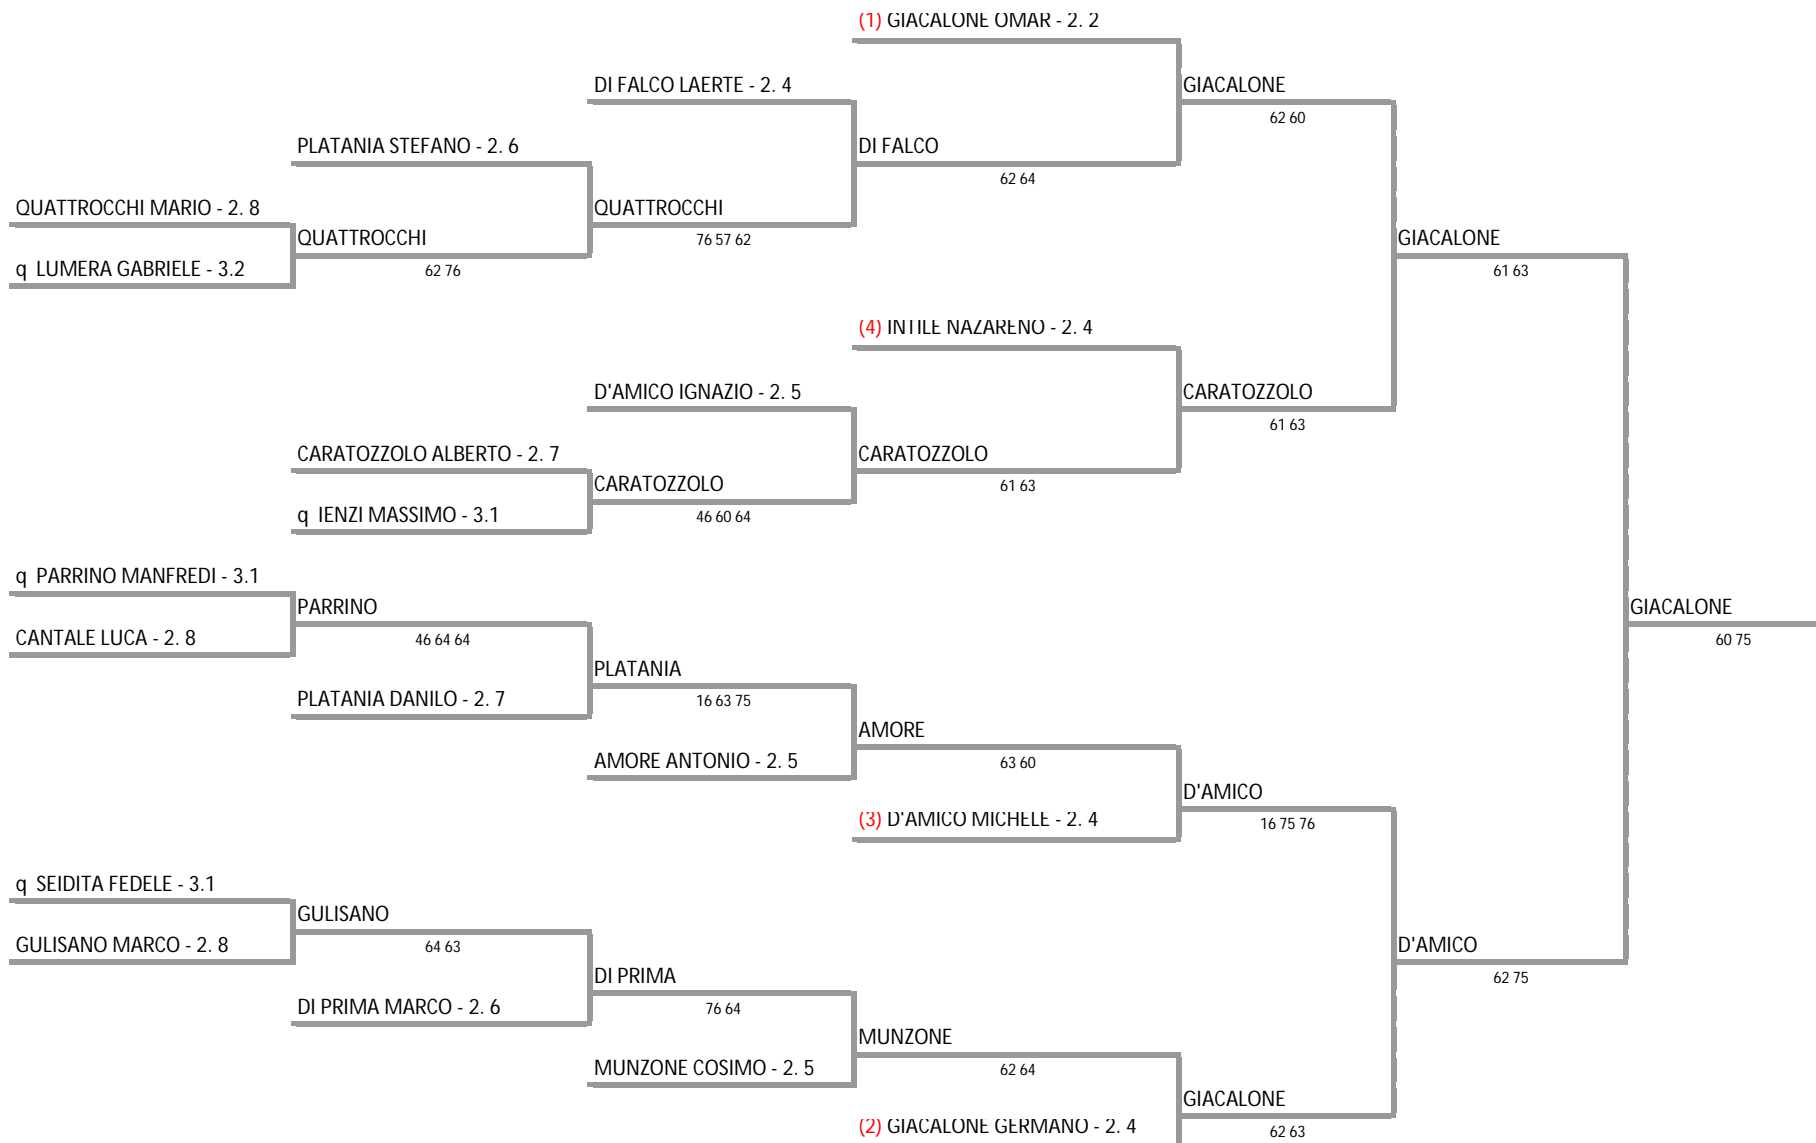 (1) GIACALONE OMAR - 2. 2
DI FALCO LAERTE - 2. 4
GIACALONE
62 60
PLATANIA STEFANO - 2. 6
DI FALCO
62 64
QUATTROCCHI MARIO - 2. 8
QUATTROCCHI
76 57 62
QUATTROCCHI
62 76
GIACALONE
61 63
q LUMERA GABRIELE - 3.2
(4) INTILE NAZARENO - 2. 4
D'AMICO IGNAZIO - 2. 5
CARATOZZOLO
61 63
CARATOZZOLO ALBERTO - 2. 7
CARATOZZOLO
61 63
CARATOZZOLO
46 60 64
q IENZI MASSIMO - 3.1
q PARRINO MANFREDI - 3.1
PARRINO
46 64 64
GIACALONE
60 75
CANTALE LUCA - 2. 8
PLATANIA
16 63 75
PLATANIA DANILO - 2. 7
AMORE
63 60
AMORE ANTONIO - 2. 5
D'AMICO
16 75 76
(3) D'AMICO MICHELE - 2. 4
q SEIDITA FEDELE - 3.1
GULISANO
64 63
GULISANO MARCO - 2. 8
D'AMICO
62 75
DI PRIMA
76 64
DI PRIMA MARCO - 2. 6
MUNZONE
62 64
MUNZONE COSIMO - 2. 5
GIACALONE
62 63
(2) GIACALONE GERMANO - 2. 4